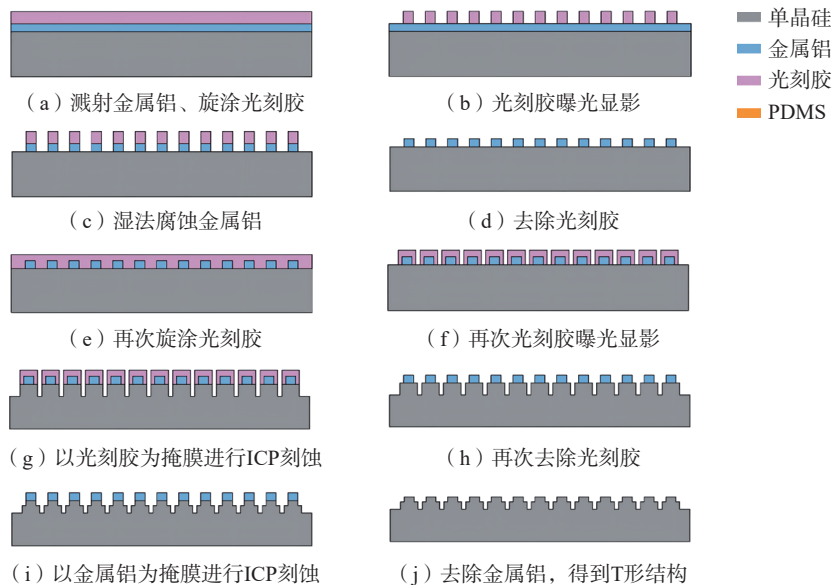 单晶硅
金属铝
光刻胶
PDMS
（a）溅射金属铝、旋涂光刻胶
（b）光刻胶曝光显影
（c）湿法腐蚀金属铝
（d）去除光刻胶
（e）再次旋涂光刻胶
（f）再次光刻胶曝光显影
（g）以光刻胶为掩膜进行ICP刻蚀
（h）再次去除光刻胶
（i）以金属铝为掩膜进行ICP刻蚀
（j）去除金属铝，得到T形结构